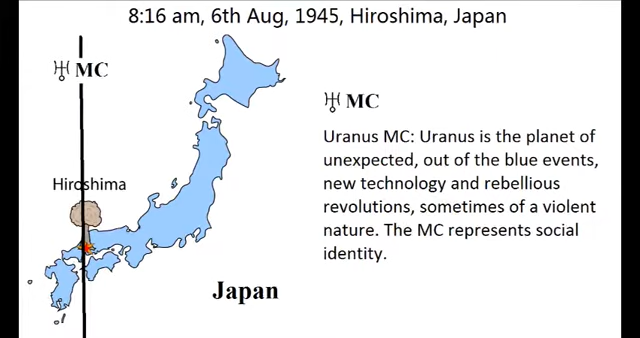 8:16 am, 6th Aug, 1945, Hiroshima, Japan
♅ MC
Hiroshima
Japan
♅ MC
Uranus MC: Uranus is the planet of
unexpected, out of the blue events,
new technology and rebellious
revolutions, sometimes of a violent
nature. The MC represents social
identity.